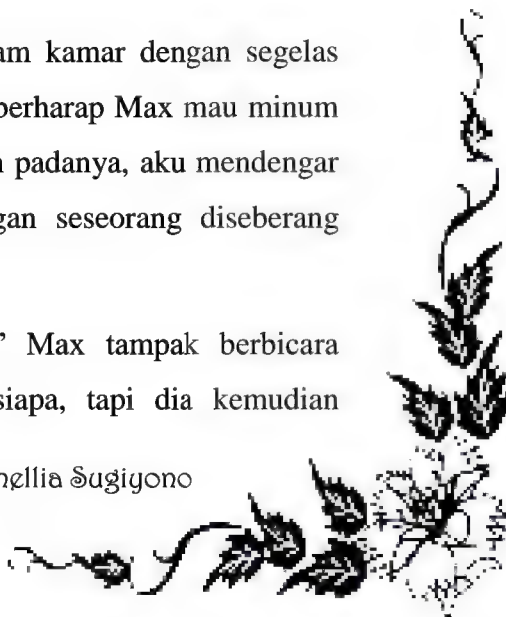 am kamar dengan segelas
berharap Max mau minum
padanya, aku mendengar
gan seseorang diseberang
” Max tampak berbicara
siapa, tapi dia kemudian
ellia Sugiyono